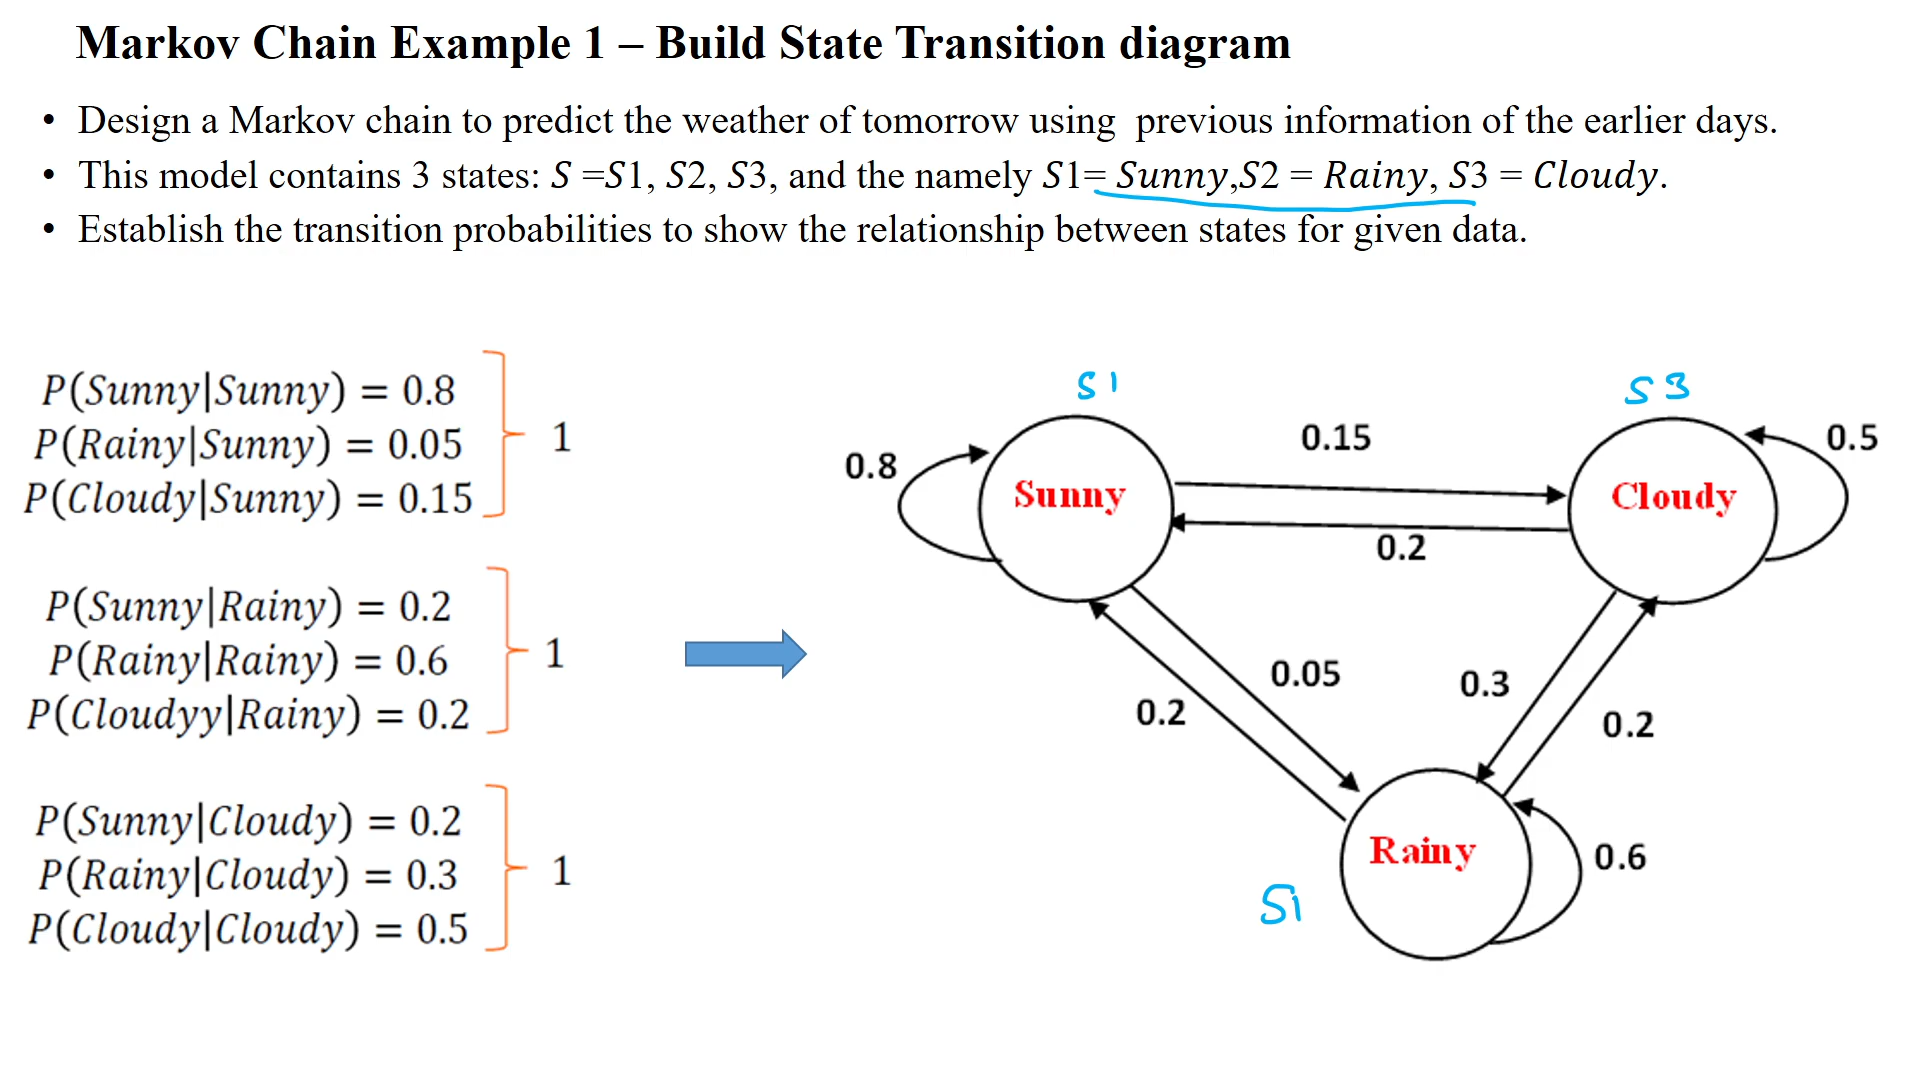 Markov Chain Example 1 – Build State Transition diagram
• Design a Markov chain to predict the weather of tomorrow using previous information of the earlier days.
• This model contains 3 states: S =S1, S2, S3, and the namely S1= Sunny,S2 = Rainy, S3 = Cloudy.
• Establish the transition probabilities to show the relationship between states for given data.
P(Sunny|Sunny) = 0.8
P(Rainy|Sunny) = 0.05
P(Cloudy|Sunny) = 0.15
1
P(Sunny|Rainy) = 0.2
P(Rainy|Rainy) = 0.6
P(Cloudyy|Rainy) = 0.2
1
P(Sunny|Cloudy) = 0.2
P(Rainy|Cloudy) = 0.3
P(Cloudy|Cloudy) = 0.5
1
S1
S3
0.8
Sunny
0.15
0.2
Cloudy
0.5
0.05
0.2
0.3
0.2
Rainy
0.6
S1